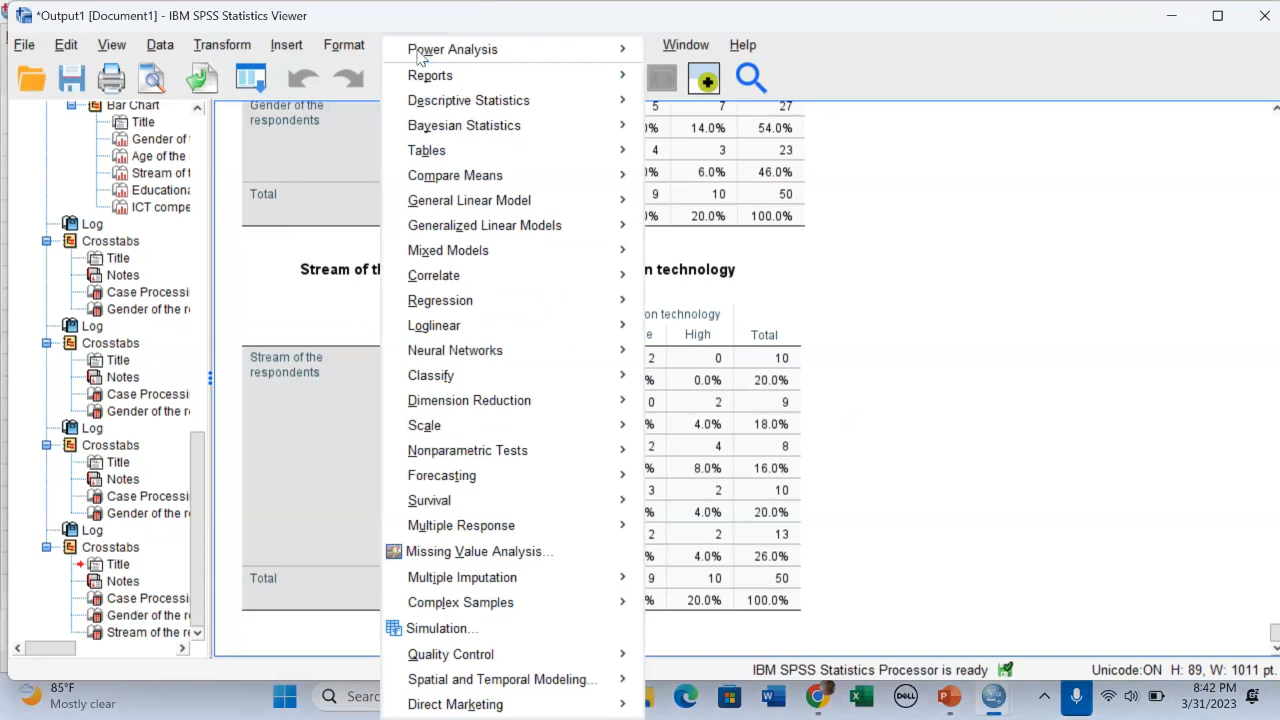 *Output1 [Document1] - IBM SPSS Statistics Viewer
File Edit View Data Transform Insert Format Window Help
Bar Chart
Title
Gender of
Age of the
Stream of t
Educationa
ICT compe
Log
Crosstabs
Title
Notes
Case Processi
Gender of the r
Log
Crosstabs
Title
Notes
Case Processi
Gender of the r
Log
Crosstabs
Title
Notes
Case Processi
Gender of the r
Log
Crosstabs
Title
Notes
Case Processi
Gender of the r
Stream of the re
Power Analysis
Reports
Descriptive Statistics
Bayesian Statistics
Tables
Compare Means
General Linear Model
Generalized Linear Models
Mixed Models
Correlate
Regression
Loglinear
Neural Networks
Classify
Dimension Reduction
Scale
Nonparametric Tests
Forecasting
Survival
Multiple Response
Missing Value Analysis...
Multiple Imputation
Complex Samples
Simulation...
Quality Control
Spatial and Temporal Modeling...
Direct Marketing
Gender of the
respondents
Total
5 7 27
0% 14.0% 54.0%
4 3 23
0% 6.0% 46.0%
9 10 50
% 20.0% 100.0%
Stream of th
n technology
on technology
e High Total
Stream of the
respondents
Total
2 0 10
% 0.0% 20.0%
0 2 9
% 4.0% 18.0%
2 4 8
% 8.0% 16.0%
3 2 10
% 4.0% 20.0%
2 2 13
% 4.0% 26.0%
9 10 50
% 20.0% 100.0%
IBM SPSS Statistics Processor is ready Unicode:ON H: 89, W: 1011 pt.
85°F
Mostly clear
Searc
DELL
8:42 PM
3/31/2023